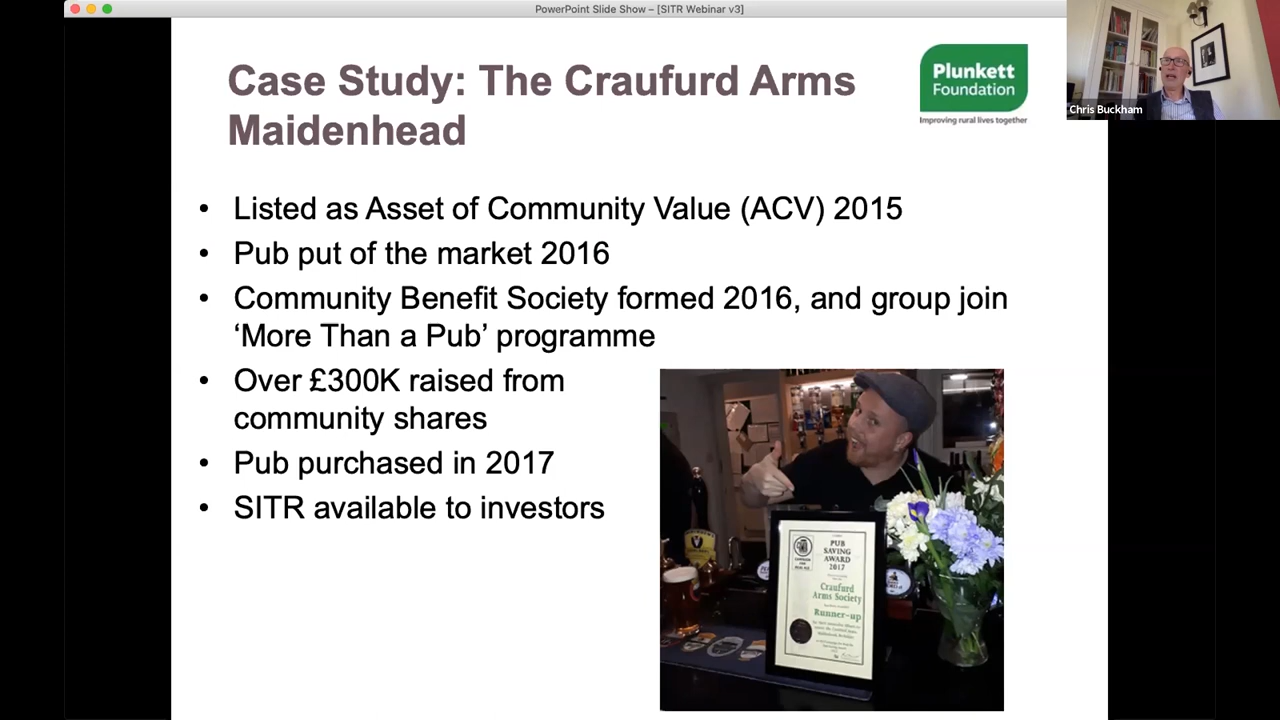 PowerPoint Slide Show – [SITR Webinar v3]
Case Study: The Craufurd Arms
Maidenhead
Plunkett
Foundation
Improving rural lives together
Chris Buckham
• Listed as Asset of Community Value (ACV) 2015
• Pub put of the market 2016
• Community Benefit Society formed 2016, and group join
‘More Than a Pub’ programme
• Over £300K raised from
community shares
• Pub purchased in 2017
• SITR available to investors
PUB
SAVING
AWARD
2017
Craufurd
Arms Society
Runner-up